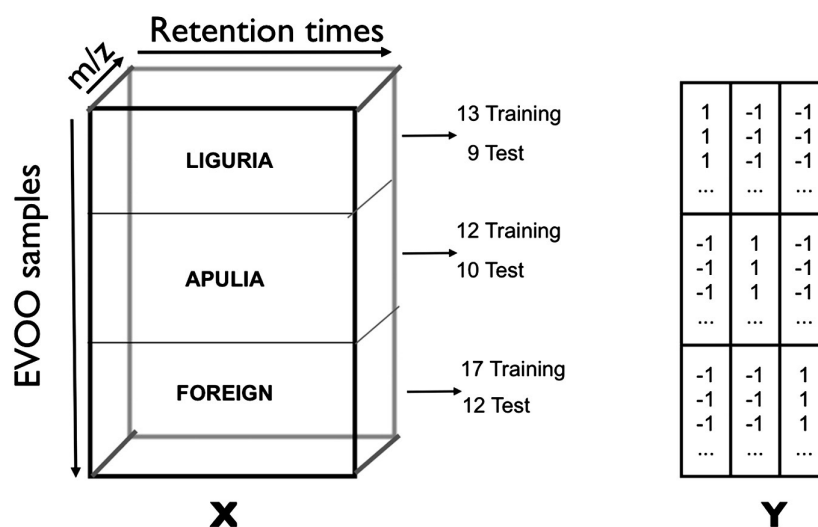 Retention times
m/z
EVOO samples
LIGURIA
13 Training
9 Test
APULIA
12 Training
10 Test
FOREIGN
17 Training
12 Test
X
1 -1 -1
1 -1 -1
1 -1 -1
... ... ...
-1 1 -1
-1 1 -1
-1 1 -1
... ... ...
-1 -1 1
-1 -1 1
-1 -1 1
... ... ...
Y